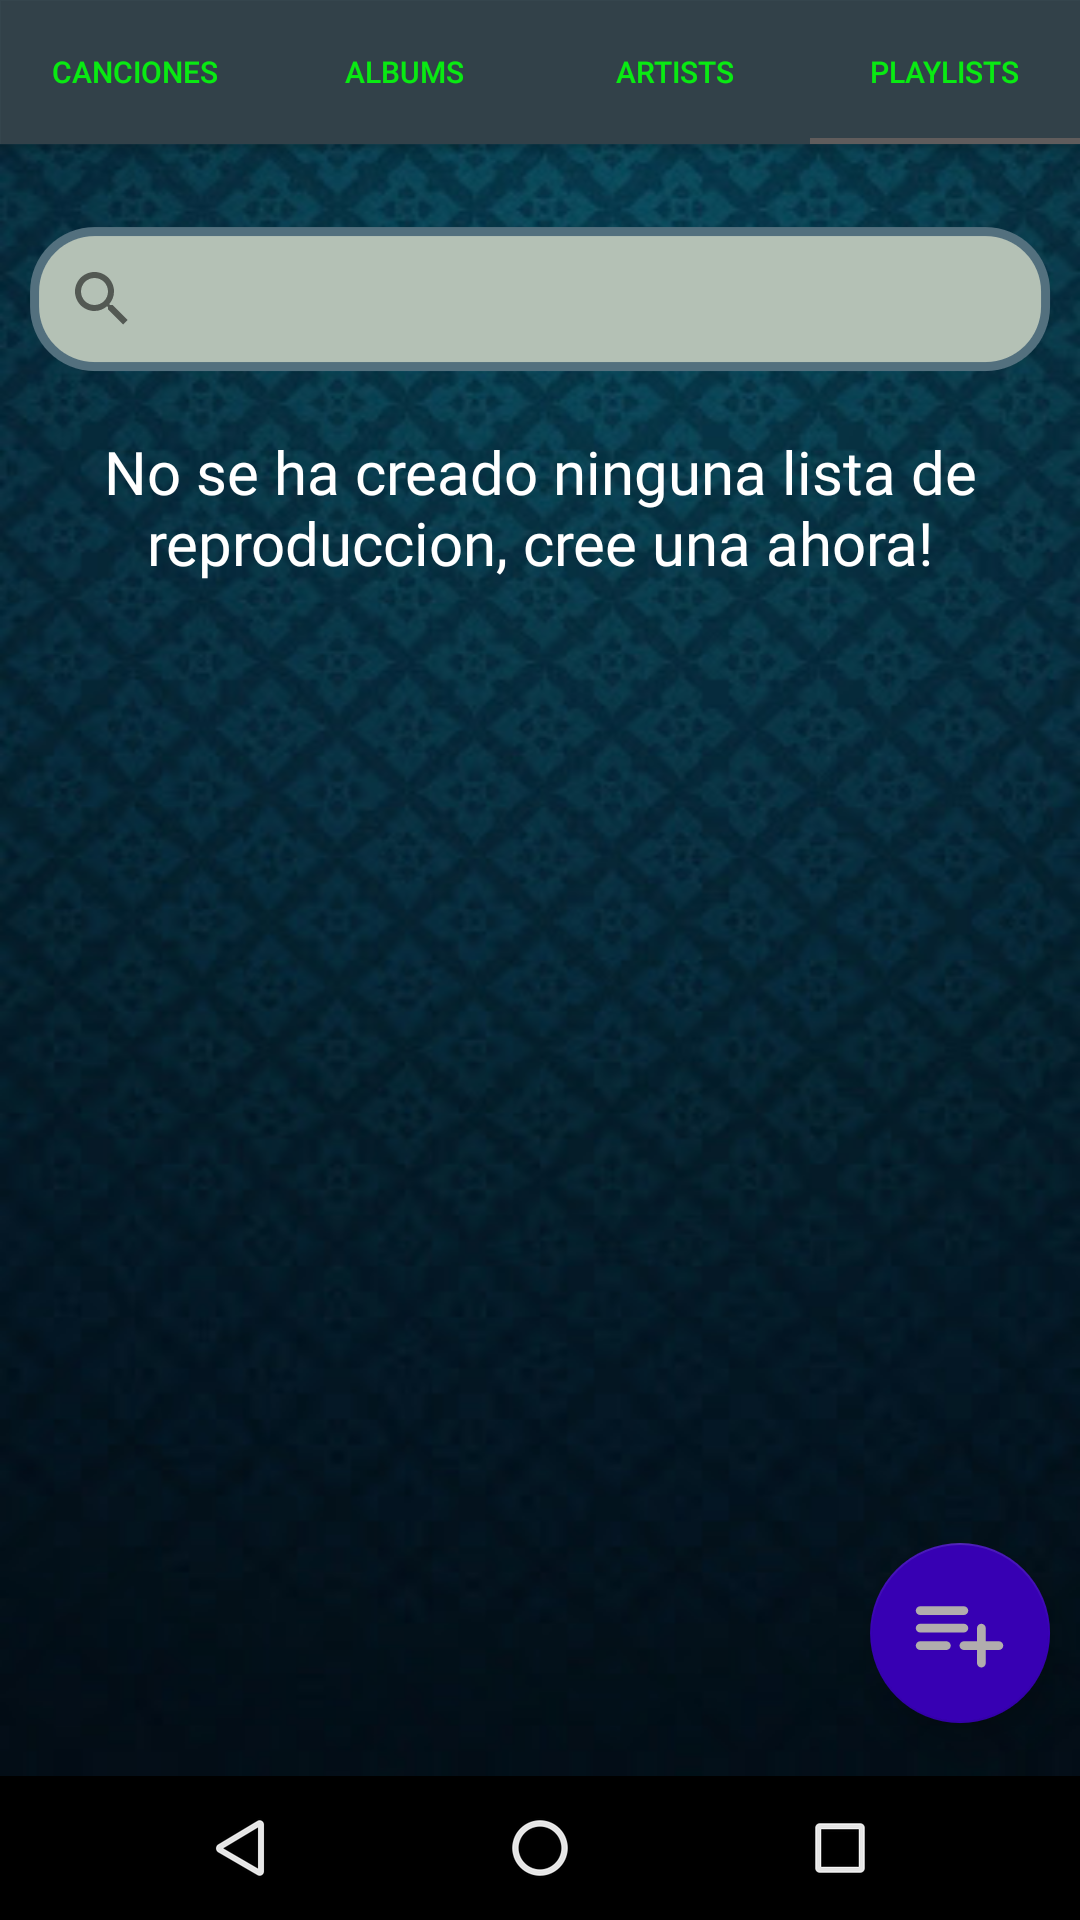 CANCIONES ALBUMS ARTISTS PLAYLISTS
No se ha creado ninguna lista de
reproduccion, cree una ahora!